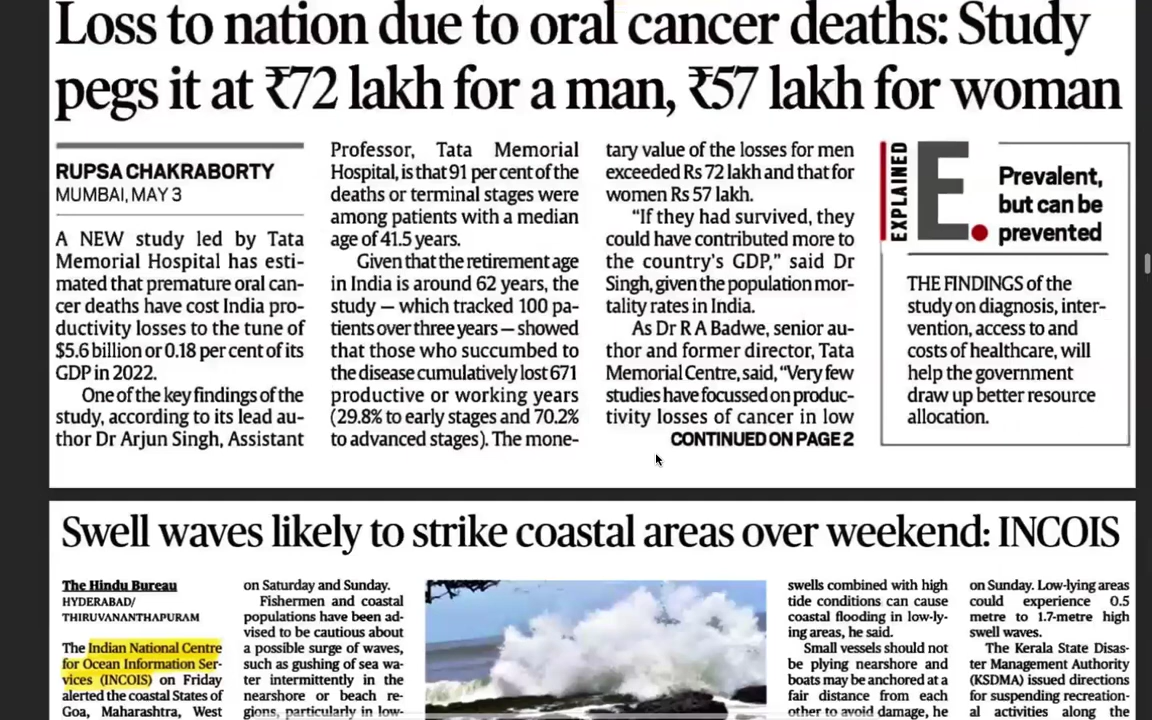 Loss to nation due to oral cancer deaths: Study
pegs it at ₹72 lakh for a man, ₹57 lakh for woman
RUPSA CHAKRABORTY
MUMBAI, MAY 3
A NEW study led by Tata
Memorial Hospital has esti-
mated that premature oral can-
cer deaths have cost India pro-
ductivity losses to the tune of
$5.6 billion or 0.18 per cent of its
GDP in 2022.
One of the key findings of the
study, according to its lead au-
thor Dr Arjun Singh, Assistant
Professor, Tata Memorial
Hospital, is that 91 per cent of the
deaths or terminal stages were
among patients with a median
age of 41.5 years.
Given that the retirement age
in India is around 62 years, the
study — which tracked 100 pa-
tients over three years — showed
that those who succumbed to
the disease cumulatively lost 671
productive or working years
(29.8% to early stages and 70.2%
to advanced stages). The mone-
tary value of the losses for men
exceeded Rs 72 lakh and that for
women Rs 57 lakh.
“If they had survived, they
could have contributed more to
the country's GDP,” said Dr
Singh, given the population mor-
tality rates in India.
As Dr R A Badwe, senior au-
thor and former director, Tata
Memorial Centre, said, “Very few
studies have focussed on produc-
tivity losses of cancer in low
CONTINUED ON PAGE 2
EXPLAINED
E.
Prevalent,
but can be
prevented
THE FINDINGS of the
study on diagnosis, inter-
vention, access to and
costs of healthcare, will
help the government
draw up better resource
allocation.
Swell waves likely to strike coastal areas over weekend: INCOIS
The Hindu Bureau
HYDERABAD/
THIRUVANANTHAPURAM
The Indian National Centre
for Ocean Information Ser-
vices (INCOIS) on Friday
alerted the coastal States of
Goa, Maharashtra, West
on Saturday and Sunday.
Fishermen and coastal
populations have been ad-
vised to be cautious about
a possible surge of waves,
such as gushing of sea wa-
ter intermittently in the
nearshore or beach re-
gions, particularly in low-
swells combined with high
tide conditions can cause
coastal flooding in low-ly-
ing areas, he said.
Small vessels should not
be plying nearshore and
boats may be anchored at a
fair distance from each
other to avoid damage, he
on Sunday. Low-lying areas
could experience 0.5
metre to 1.7-metre high
swell waves.
The Kerala State Disas-
ter Management Authority
(KSDMA) issued directions
for suspending recreation-
al activities along the